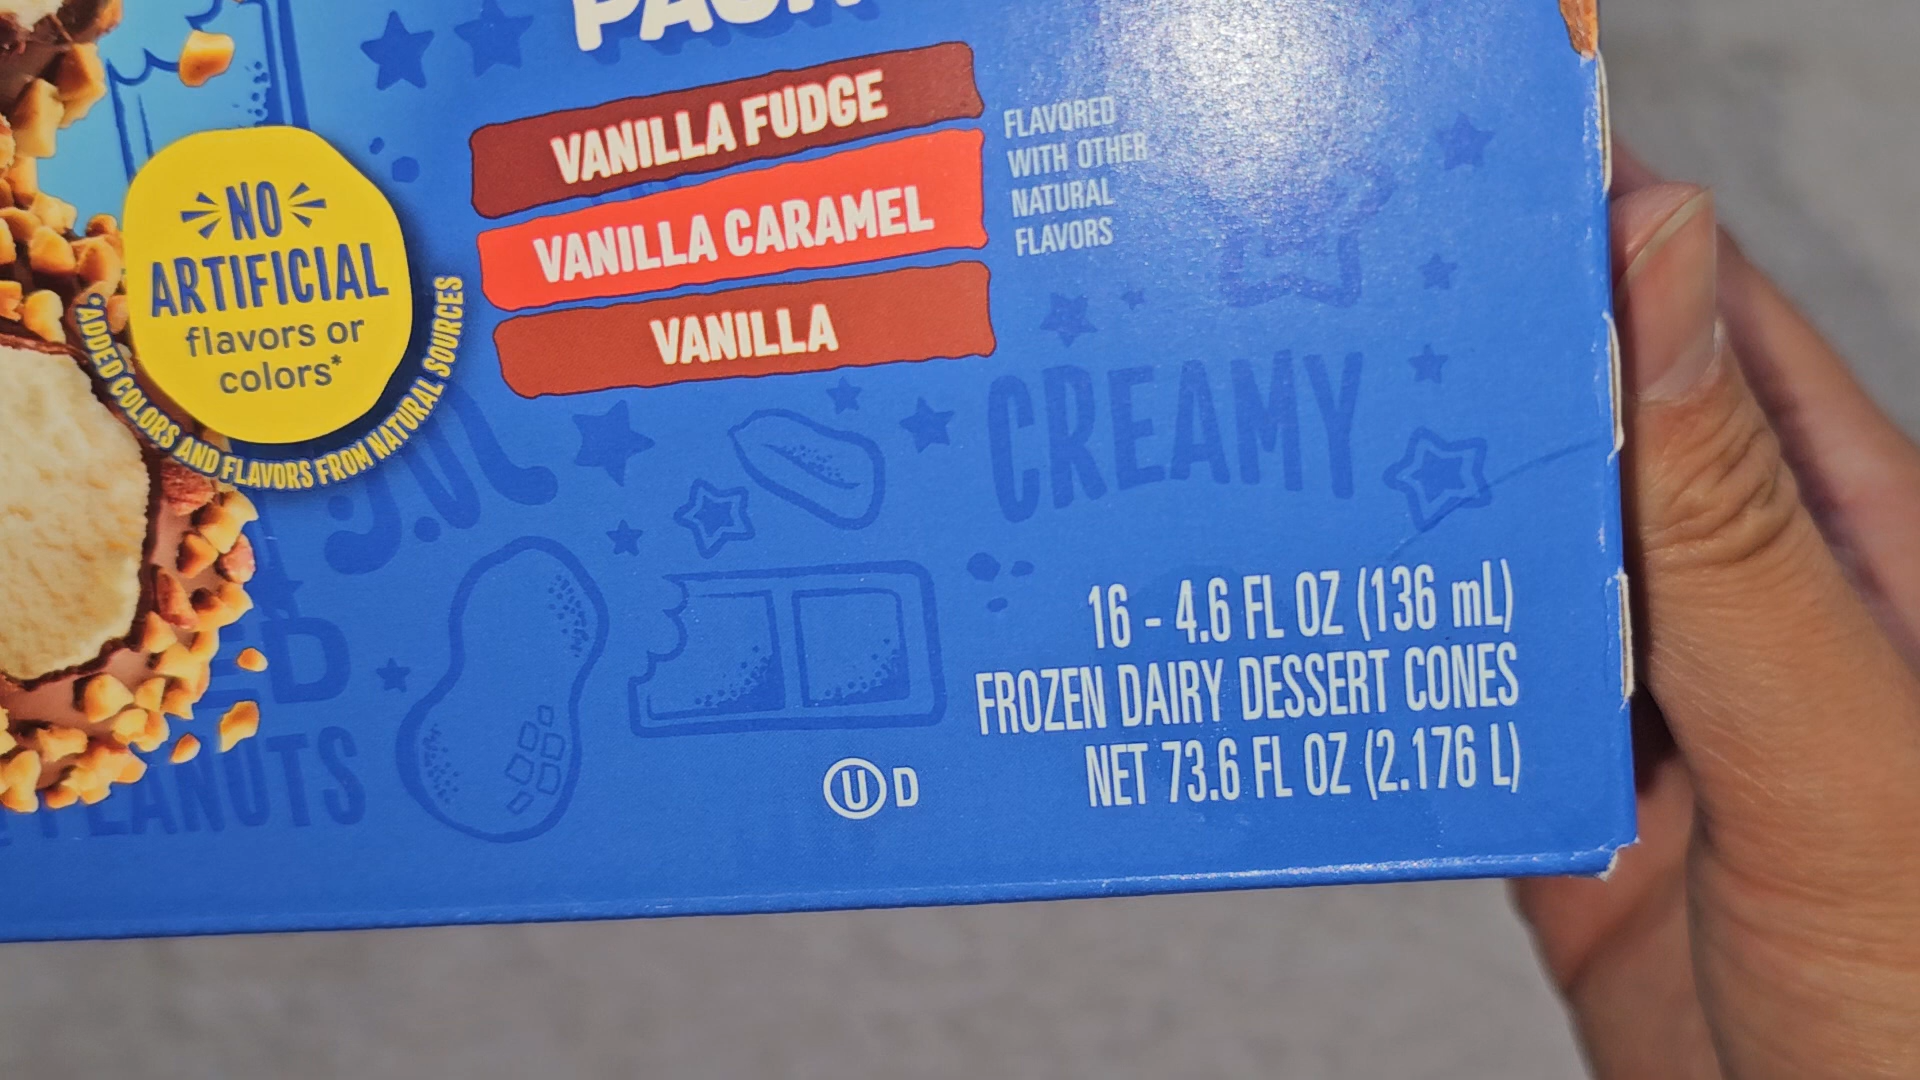 VANILLA FUDGE
VANILLA CARAMEL
VANILLA
FLAVORED
WITH OTHER
NATURAL
FLAVORS
NO
ARTIFICIAL
flavors or
colors*
*ADDED COLORS AND FLAVORS FROM NATURAL SOURCES
CREAMY
16 - 4.6 FL OZ (136 mL)
FROZEN DAIRY DESSERT CONES
NET 73.6 FL OZ (2.176 L)
U D